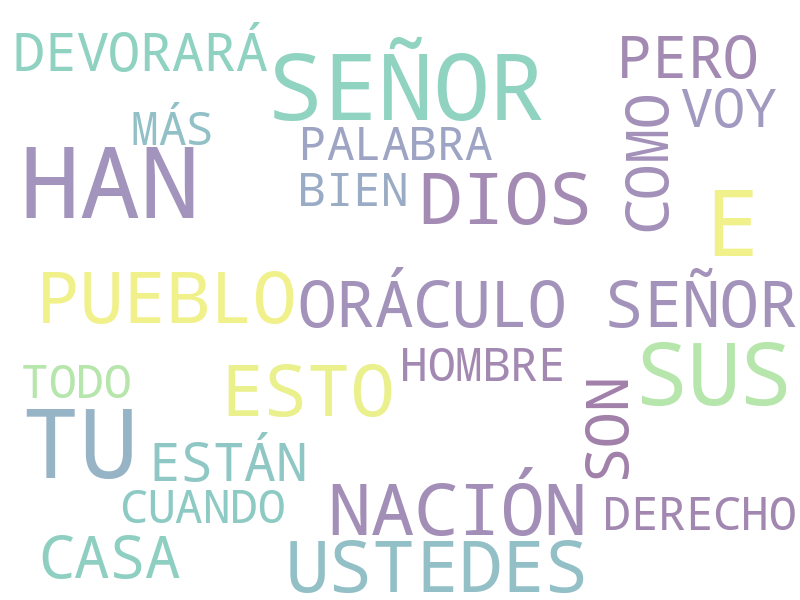 DEVORARÁ
SEÑOR
PERO
VOY
MÁS
PALABRA
COMO
HAN
BIEN
DIOS
E
PUEBLO
ORÁCULO
SEÑOR
TODO
ESTO
HOMBRE
SUS
TU
SON
ESTÁN
CUANDO
NACIÓN
DERECHO
CASA
USTEDES